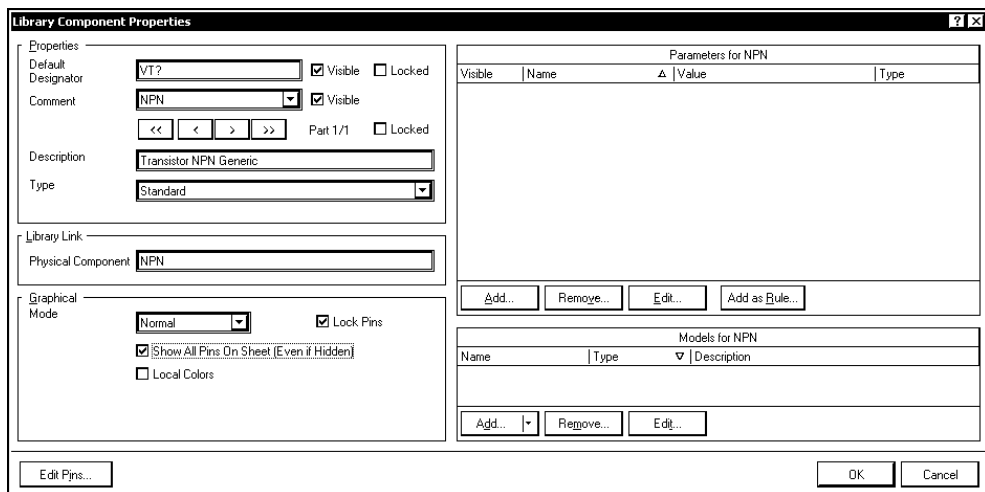 Library Component Properties
Properties
Default Designator VT? Visible Locked
Comment NPN Visible
<< < > >> Part 1/1 Locked
Description Transistor NPN Generic
Type Standard
Library Link
Physical Component NPN
Graphical
Mode Normal Lock Pins
Show All Pins On Sheet (Even if Hidden)
Local Colors
Parameters for NPN
Visible Name Value Type
Add... Remove... Edit... Add as Rule...
Models for NPN
Name Type Description
Add... Remove... Edit...
Edit Pins... OK Cancel